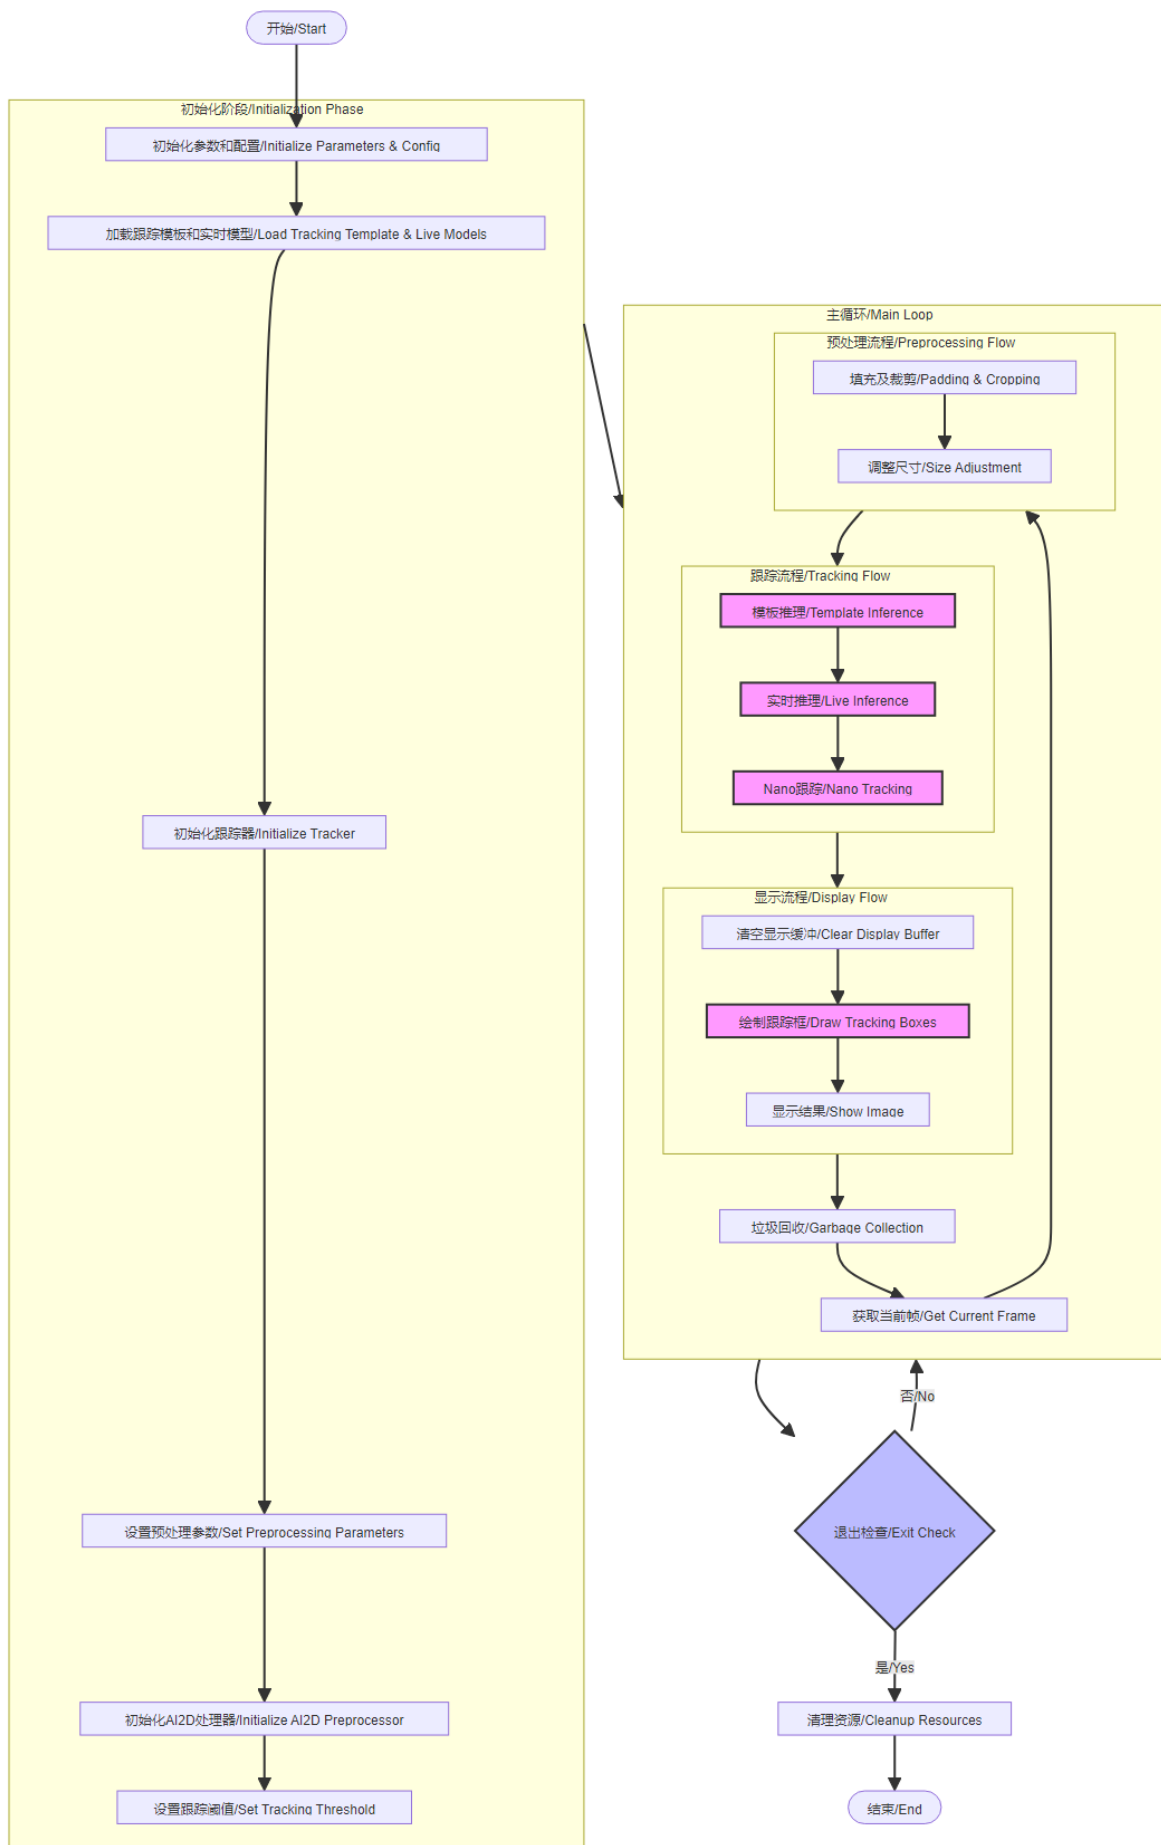 开始/Start
初始化阶段/Initialization Phase
初始化参数和配置/Initialize Parameters & Config
加载跟踪模板和实时模型/Load Tracking Template & Live Models
初始化跟踪器/Initialize Tracker
设置预处理参数/Set Preprocessing Parameters
初始化AI2D处理器/Initialize AI2D Preprocessor
设置跟踪阈值/Set Tracking Threshold
主循环/Main Loop
预处理流程/Preprocessing Flow
填充及裁剪/Padding & Cropping
调整尺寸/Size Adjustment
跟踪流程/Tracking Flow
模板推理/Template Inference
实时推理/Live Inference
Nano跟踪/Nano Tracking
显示流程/Display Flow
清空显示缓冲/Clear Display Buffer
绘制跟踪框/Draw Tracking Boxes
显示结果/Show Image
垃圾回收/Garbage Collection
获取当前帧/Get Current Frame
否/No
退出检查/Exit Check
是/Yes
清理资源/Cleanup Resources
结束/End